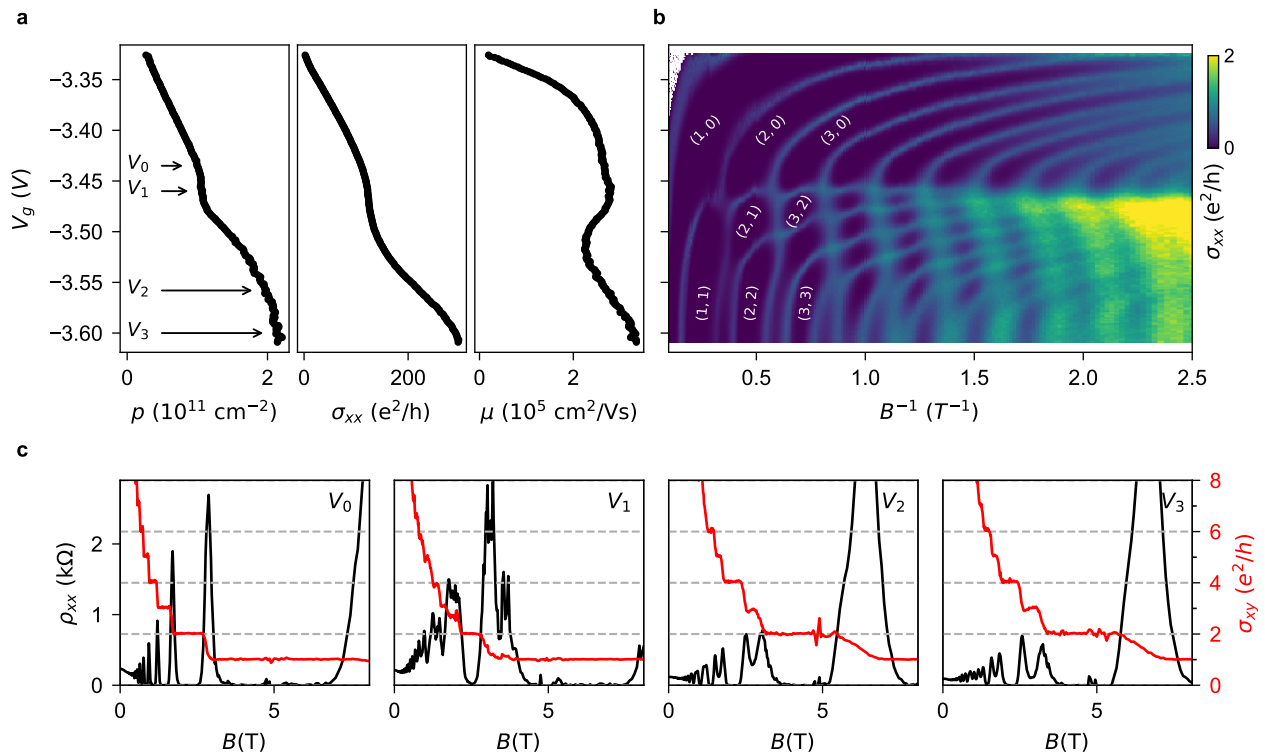 a
b
V_g (V)
−3.35
−3.40
−3.45
−3.50
−3.55
−3.60
V_0
V_1
V_2
V_3
0 2
0 200
0 2
p (10^11 cm^−2)
σ_xx (e^2/h)
μ (10^5 cm^2/Vs)
(1, 0)
(2, 0)
(3, 0)
(2, 1)
(3, 2)
(1, 1)
(2, 2)
(3, 3)
0.5 1.0 1.5 2.0 2.5
B^−1 (T^−1)
2
0
σ_xx (e^2/h)
c
ρ_xx (kΩ)
2
1
0
V_0
V_1
V_2
V_3
8
6
4
2
0
σ_xy (e^2/h)
0 5
0 5
0 5
0 5
B(T)
B(T)
B(T)
B(T)